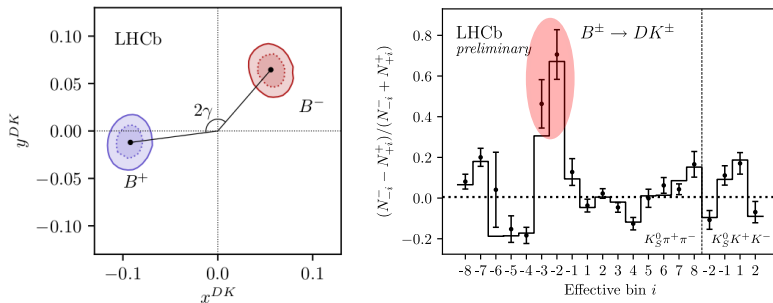 LHCb
2γ
B⁻
B⁺
0.10
0.05
0.00
−0.05
−0.10
−0.1
0.0
0.1
y^{DK}
x^{DK}
LHCb
preliminary
B^± → DK^±
(N⁻_{−i} − N⁺_{+i})/(N⁻_{−i} + N⁺_{+i})
0.8
0.6
0.4
0.2
0.0
−0.2
K⁰_S π⁺π⁻
K⁰_S K⁺K⁻
-8 -7 -6 -5 -4 -3 -2 -1 1 2 3 4 5 6 7 8 -2 -1 1 2
Effective bin i